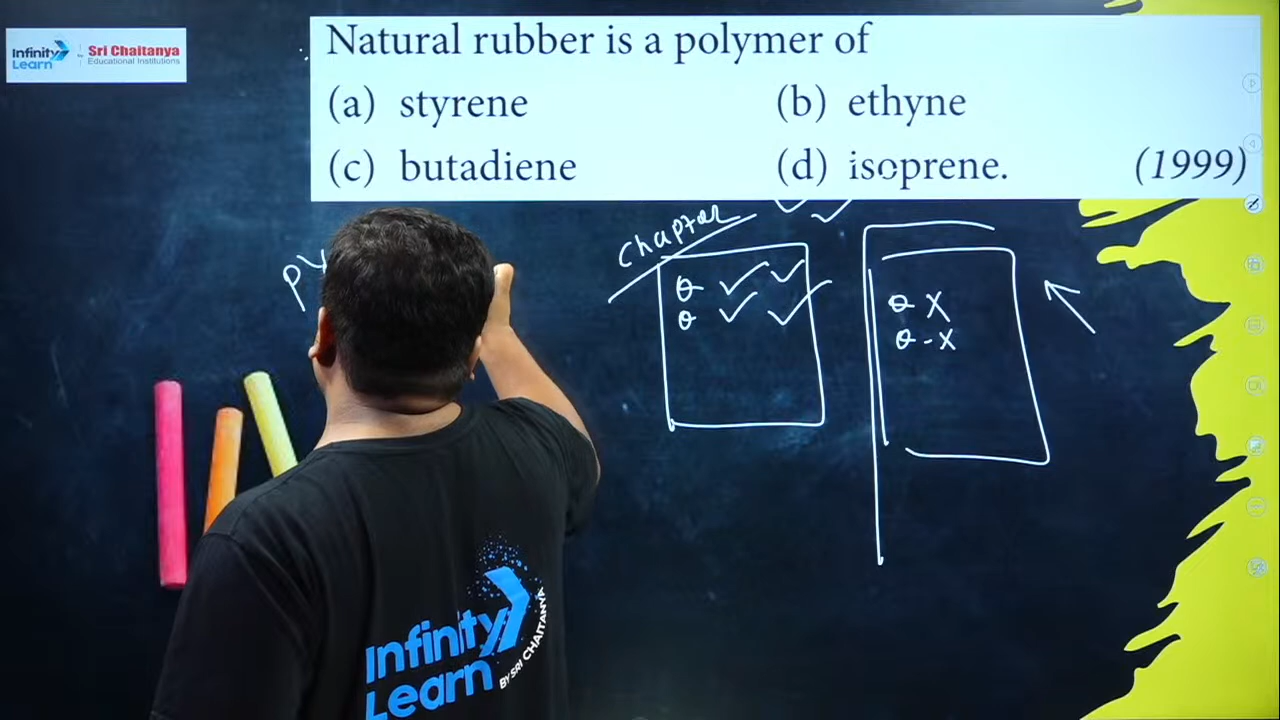 Infinity Learn
by Sri Chaitanya
Educational Institutions
Natural rubber is a polymer of
(a) styrene
(b) ethyne
(c) butadiene
(d) isoprene.
(1999)
Chapter
Q ✓ ✓
Q ✓ ✓
Q X
Q - X
Infinity
Learn
BY SRI CHAITANYA